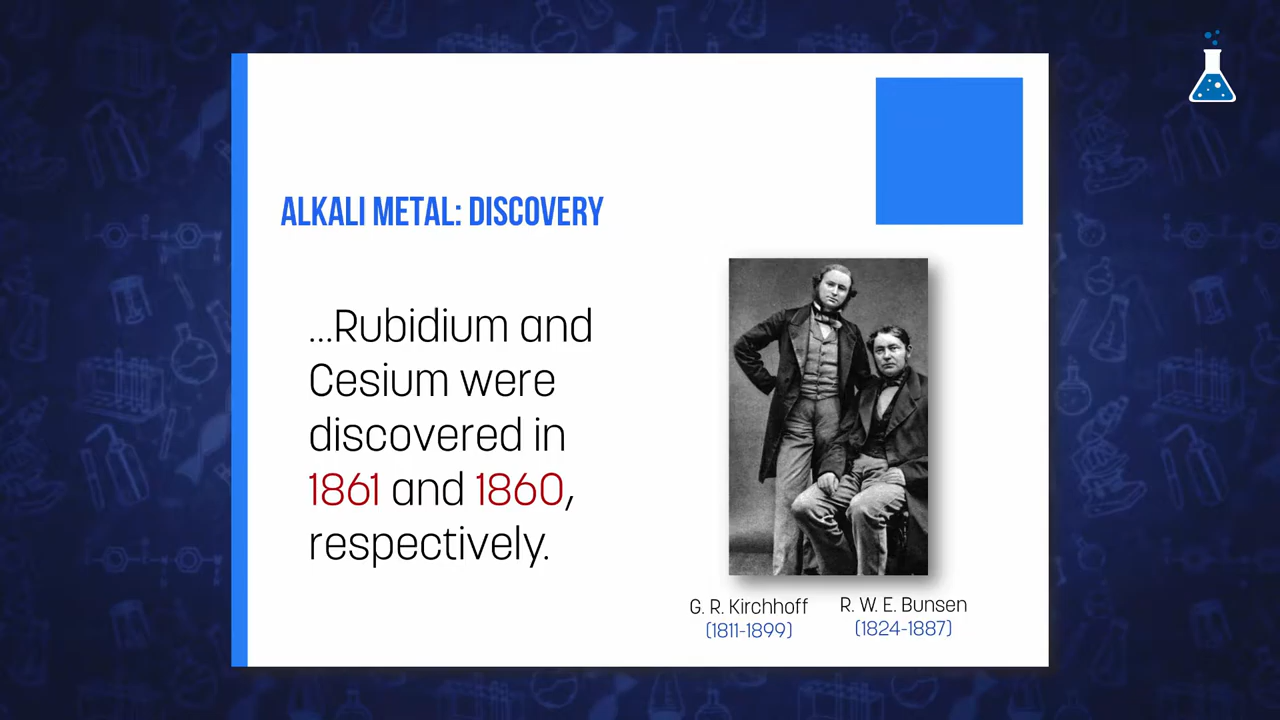 ALKALI METAL: DISCOVERY
...Rubidium and
Cesium were
discovered in
1861 and 1860,
respectively.
G. R. Kirchhoff
(1811-1899)
R. W. E. Bunsen
(1824-1887)